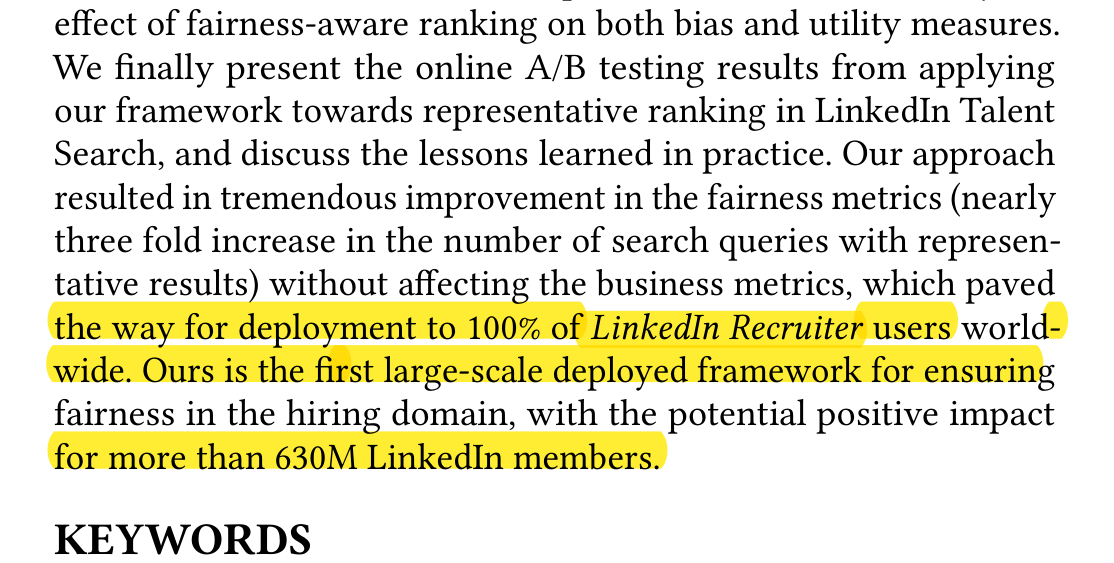 effect of fairness-aware ranking on both bias and utility measures.
We finally present the online A/B testing results from applying
our framework towards representative ranking in LinkedIn Talent
Search, and discuss the lessons learned in practice. Our approach
resulted in tremendous improvement in the fairness metrics (nearly
three fold increase in the number of search queries with represen-
tative results) without affecting the business metrics, which paved
the way for deployment to 100% of LinkedIn Recruiter users world-
wide. Ours is the first large-scale deployed framework for ensuring
fairness in the hiring domain, with the potential positive impact
for more than 630M LinkedIn members.
KEYWORDS